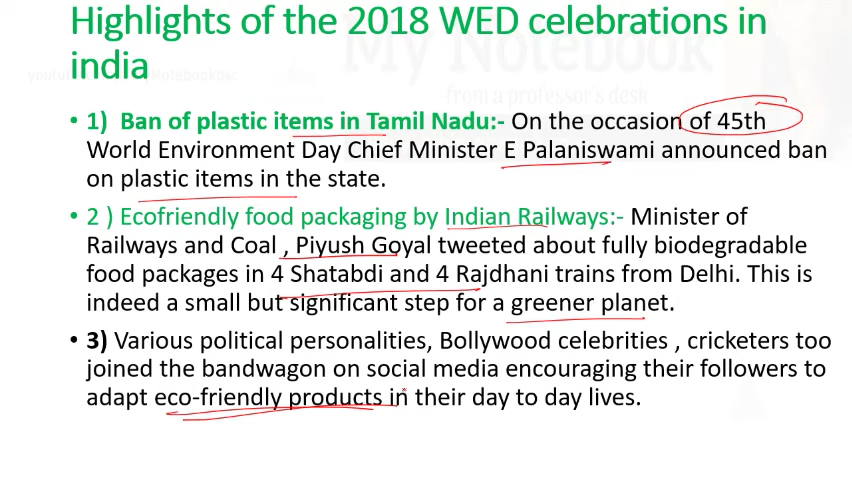 Highlights of the 2018 WED celebrations in
india
My Notebook
from a professor's desk
• 1)  Ban of plastic items in Tamil Nadu:- On the occasion of 45th
World Environment Day Chief Minister E Palaniswami announced ban
on plastic items in the state.
• 2 ) Ecofriendly food packaging by Indian Railways:- Minister of
Railways and Coal , Piyush Goyal tweeted about fully biodegradable
food packages in 4 Shatabdi and 4 Rajdhani trains from Delhi. This is
indeed a small but significant step for a greener planet.
• 3) Various political personalities, Bollywood celebrities , cricketers too
joined the bandwagon on social media encouraging their followers to
adapt eco-friendly products in their day to day lives.